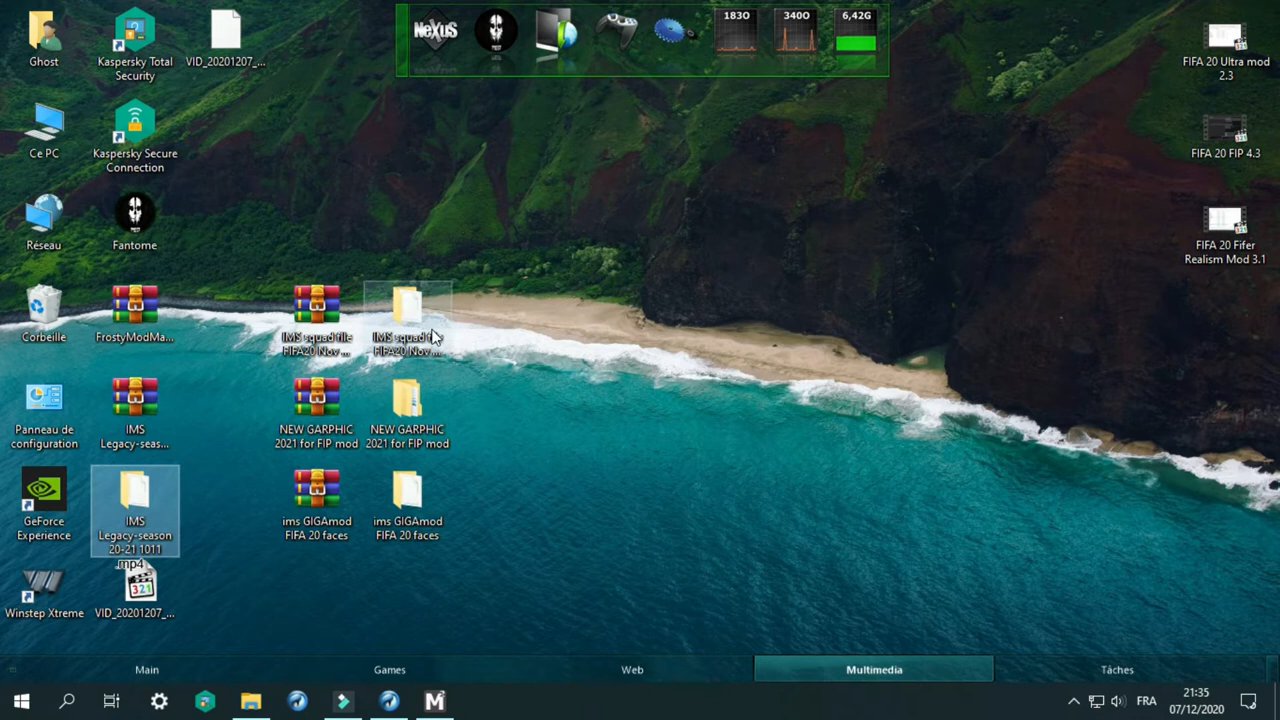 Ghost
Kaspersky Total
Security
VID_20201207_...
NeXuS
1830
3400
6,42G
FIFA 20 Ultra mod
2.3
Ce PC
Kaspersky Secure
Connection
FIFA 20 FIP 4.3
Réseau
Fantome
FIFA 20 Fifer
Realism Mod 3.1
Corbeille
FrostyModMa...
IMS squad file
FIFA20 Nov ...
IMS squad file
FIFA20 Nov ...
Panneau de
configuration
IMS
Legacy-seas...
NEW GARPHIC
2021 for FIP mod
NEW GARPHIC
2021 for FIP mod
GeForce
Experience
IMS
Legacy-season
20-21 1011
.mp4
ims GIGAmod
FIFA 20 faces
ims GIGAmod
FIFA 20 faces
321
Winstep Xtreme
VID_20201207_...
Main
Games
Web
Multimedia
Tâches
M
FRA
21:35
07/12/2020